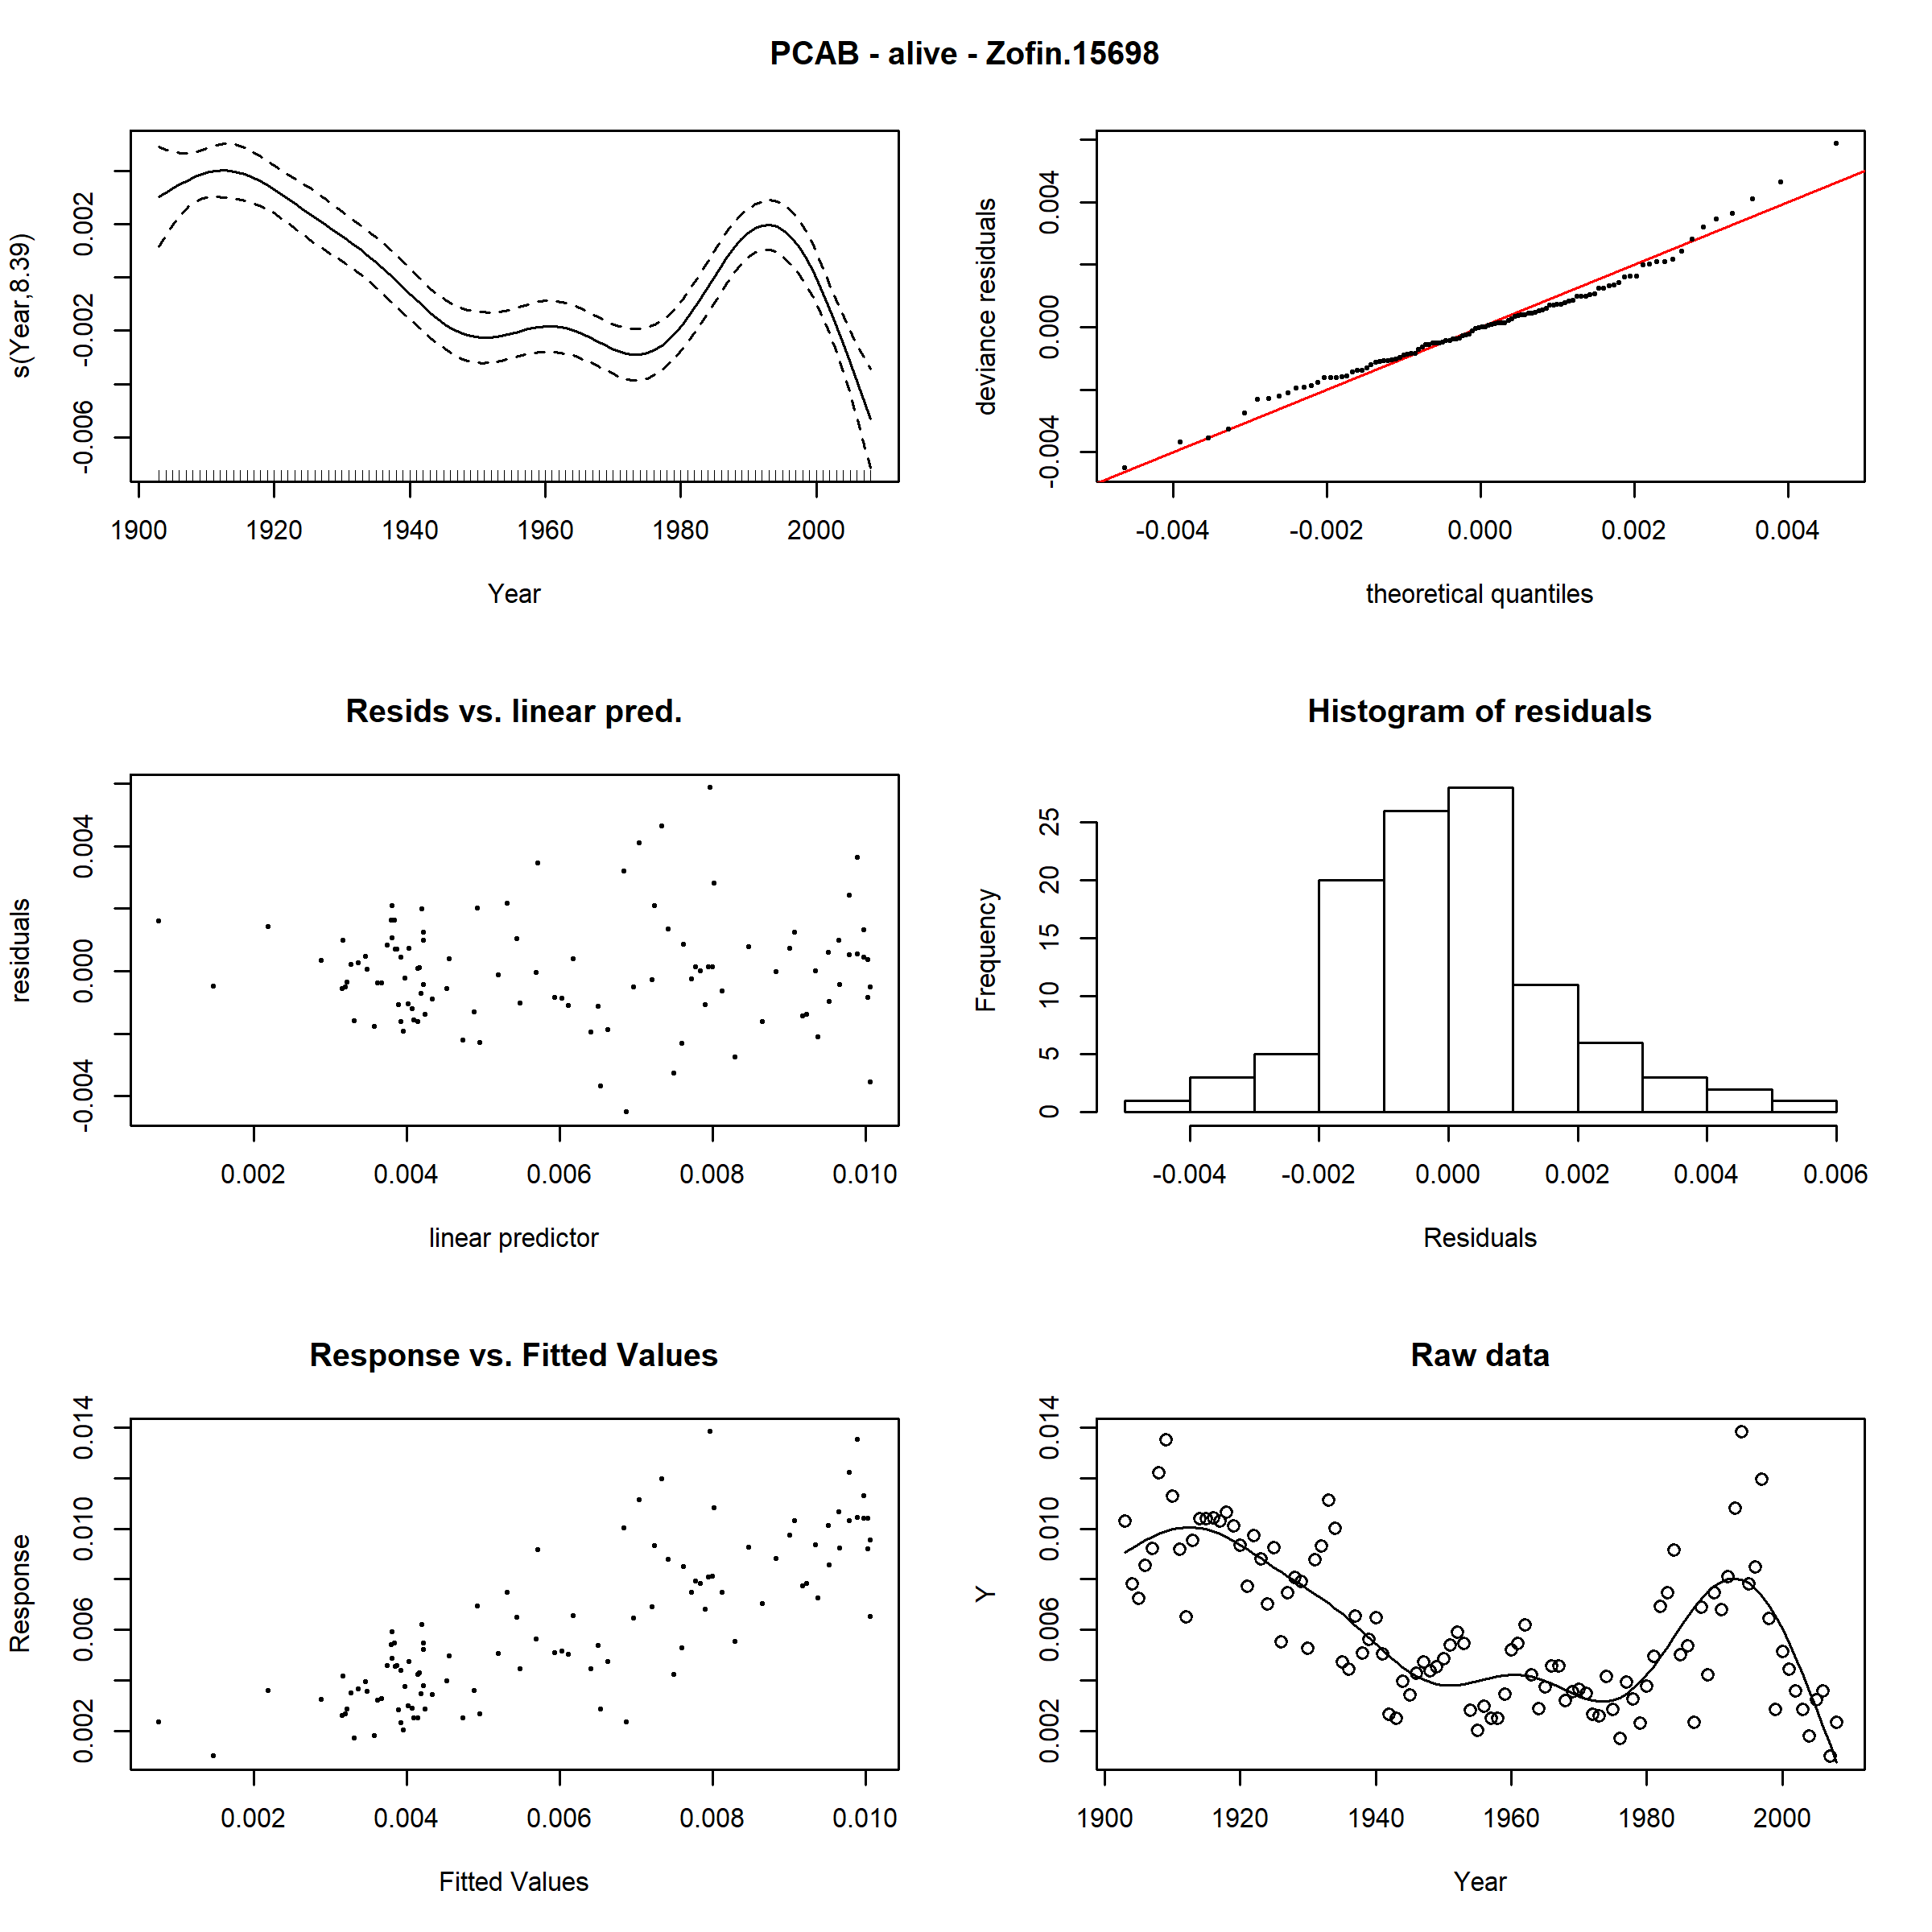 PCAB - alive - Zofin.15698
s(Year,8.39)
0.002
-0.002
-0.006
1900 1920 1940 1960 1980 2000
Year
deviance residuals
0.004
0.000
-0.004
-0.004 -0.002 0.000 0.002 0.004
theoretical quantiles
Resids vs. linear pred.
residuals
0.004
0.000
-0.004
0.002 0.004 0.006 0.008 0.010
linear predictor
Histogram of residuals
Frequency
25
20
15
10
5
0
-0.004 -0.002 0.000 0.002 0.004 0.006
Residuals
Response vs. Fitted Values
Response
0.014
0.010
0.006
0.002
0.002 0.004 0.006 0.008 0.010
Fitted Values
Raw data
Y
0.014
0.010
0.006
0.002
1900 1920 1940 1960 1980 2000
Year